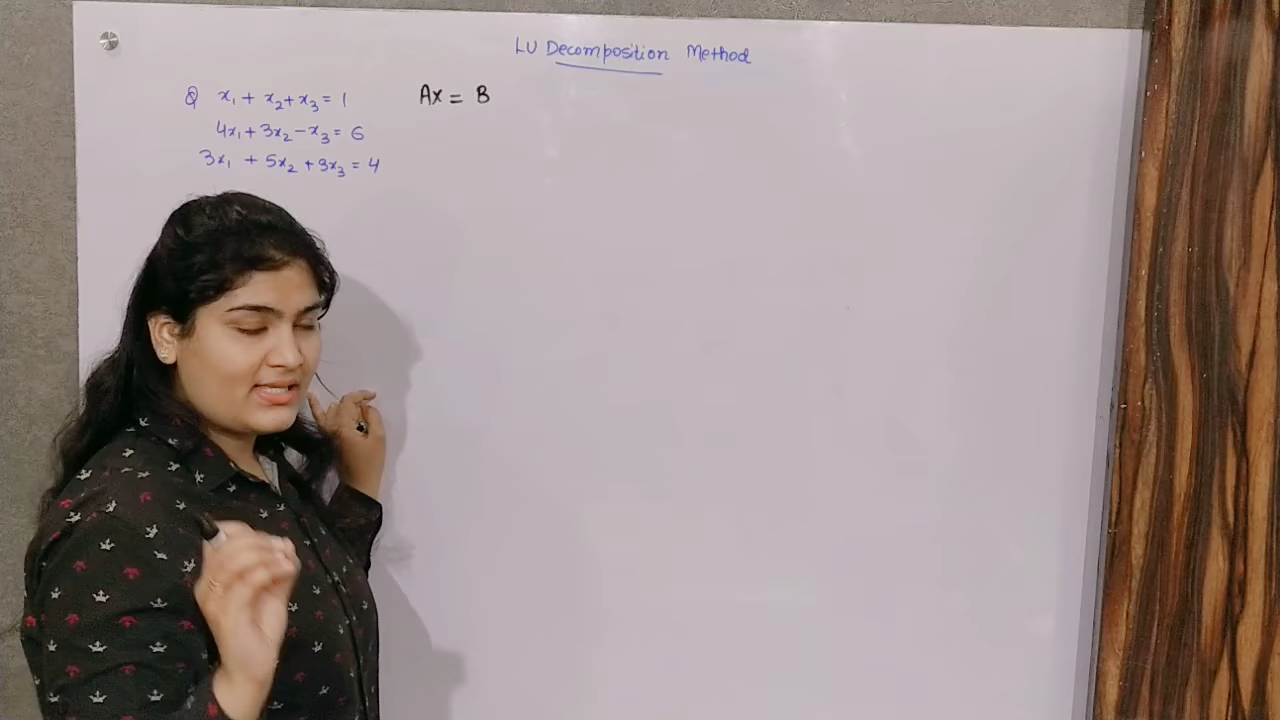 LU Decomposition Method
Q x₁ + x₂ + x₃ = 1
4x₁ + 3x₂ - x₃ = 6
3x₁ + 5x₂ + 3x₃ = 4
Ax = B